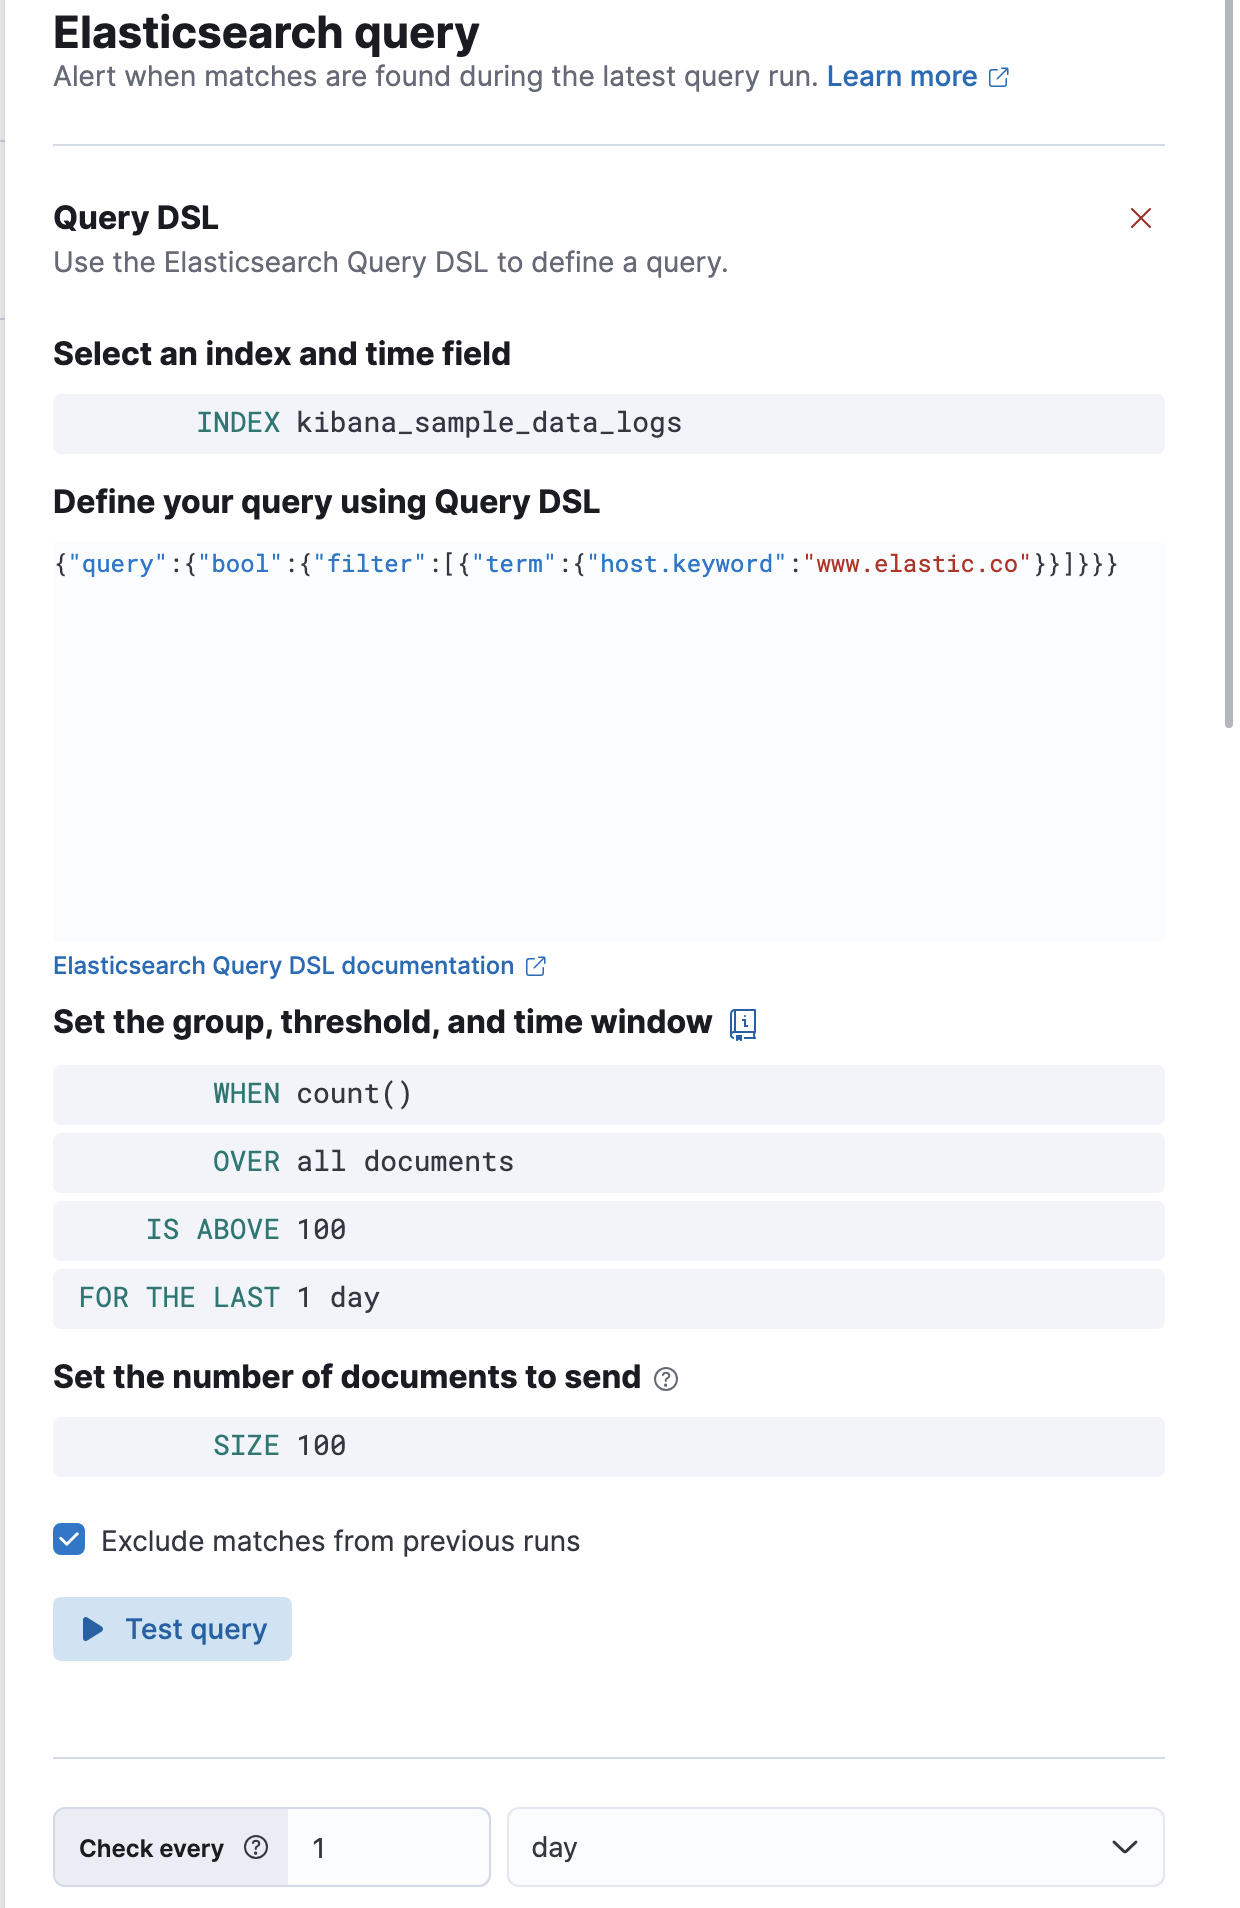 Elasticsearch query
Alert when matches are found during the latest query run. Learn more
Query DSL
Use the Elasticsearch Query DSL to define a query.
Select an index and time field
INDEX kibana_sample_data_logs
Define your query using Query DSL
{"query":{"bool":{"filter":[{"term":{"host.keyword":"www.elastic.co"}}]}}}
Elasticsearch Query DSL documentation
Set the group, threshold, and time window
WHEN count()
OVER all documents
IS ABOVE 100
FOR THE LAST 1 day
Set the number of documents to send
SIZE 100
Exclude matches from previous runs
Test query
Check every 1 day